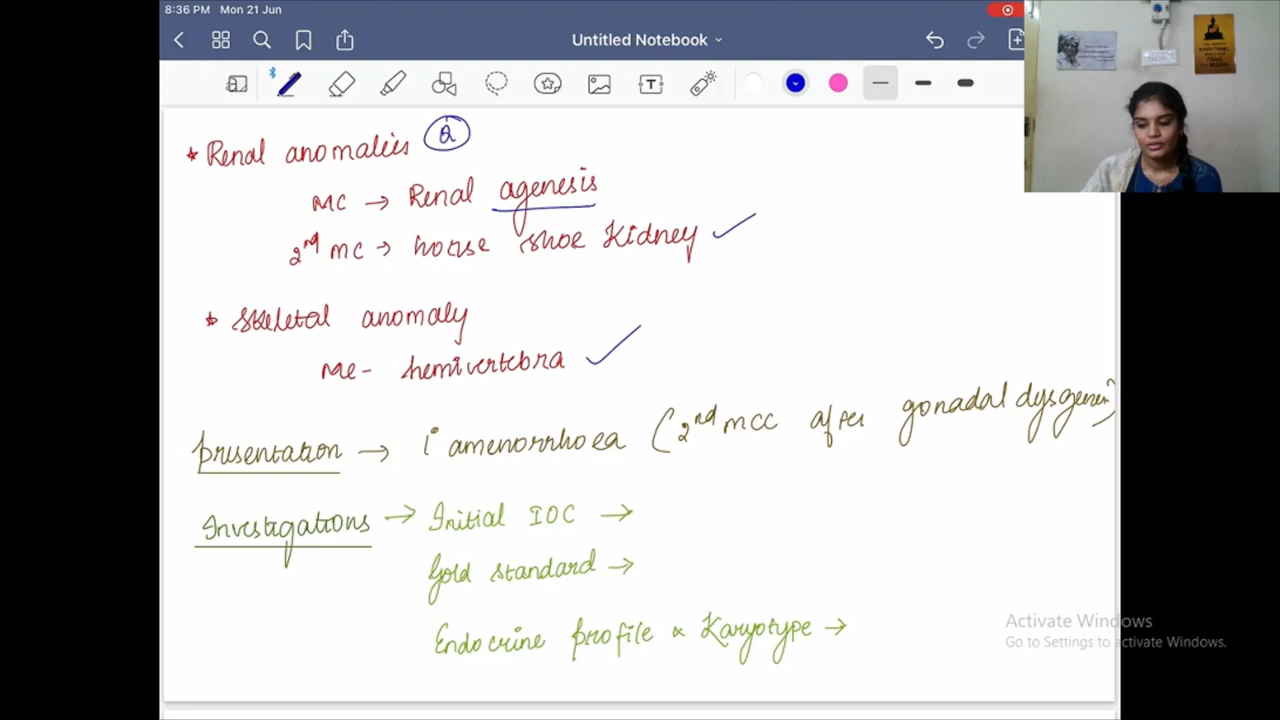 8:36 PM Mon 21 Jun
Untitled Notebook
* Renal anomalies Q
MC → Renal agenesis
2nd MC → horse shoe Kidney
* Skeletal anomaly
MC - hemivertebra
presentation → 1° amenorrhoea (2nd MCC after gonadal dysgenesis)
Investigations → Initial IOC →
Gold standard →
Endocrine profile & Karyotype →
Activate Windows
Go to Settings to activate Windows.